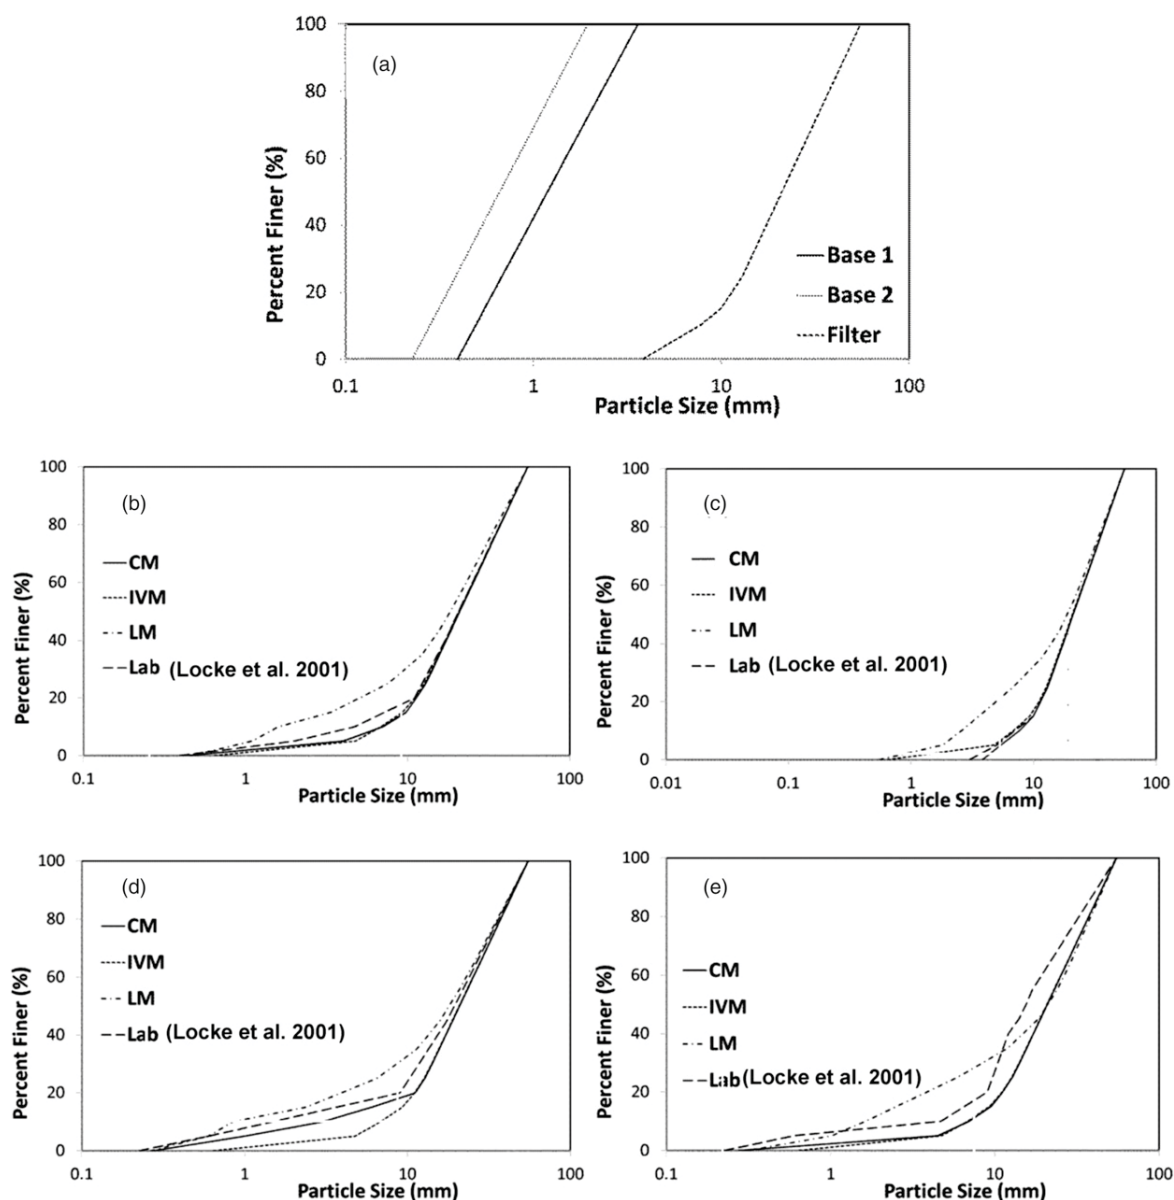 (a)
Percent Finer (%)
100
80
60
40
20
0
Base 1
Base 2
Filter
0.1 1 10 100
Particle Size (mm)
(b)
Percent Finer (%)
100
80
60
40
20
0
CM
IVM
LM
Lab (Locke et al. 2001)
0.1 1 10 100
Particle Size (mm)
(c)
Percent Finer (%)
100
80
60
40
20
0
CM
IVM
LM
Lab (Locke et al. 2001)
0.01 0.1 1 10 100
Particle Size (mm)
(d)
Percent Finer (%)
100
80
60
40
20
0
CM
IVM
LM
Lab (Locke et al. 2001)
0.1 1 10 100
Particle Size (mm)
(e)
Percent Finer (%)
100
80
60
40
20
0
CM
IVM
LM
Lab (Locke et al. 2001)
0.1 1 10 100
Particle Size (mm)